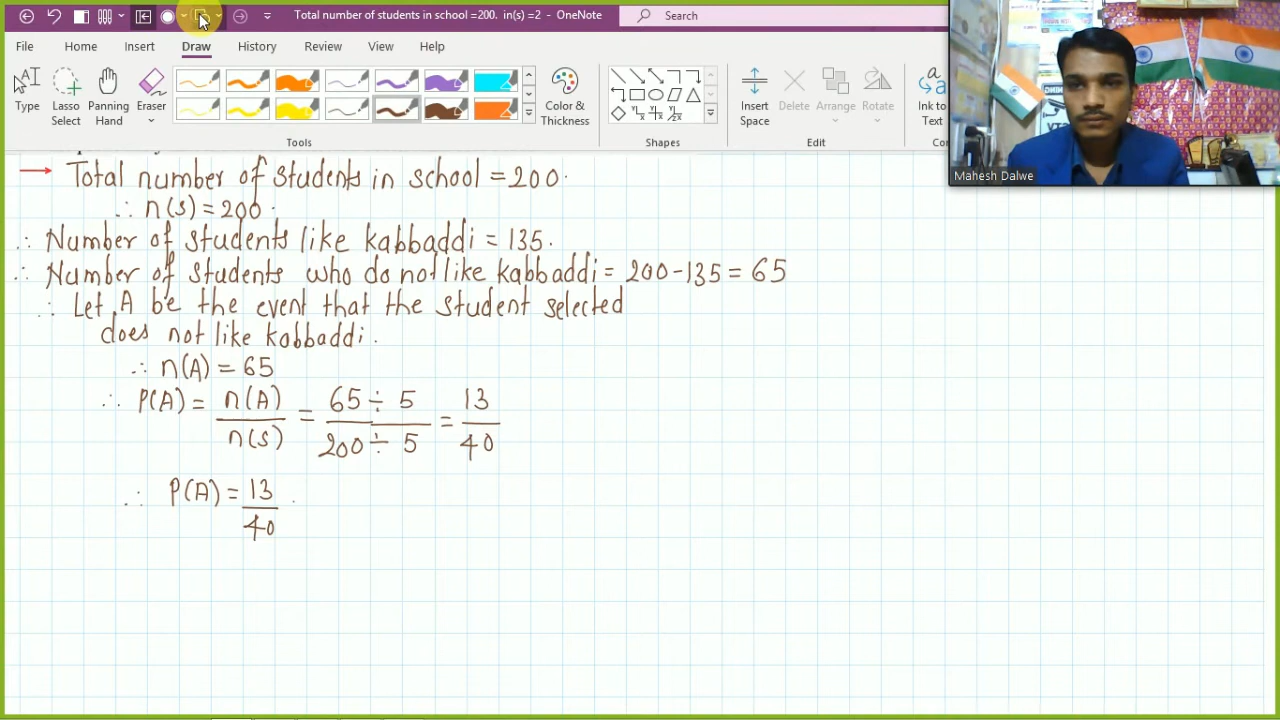 Total number of students in school =200. in(s) =2 - OneNote
Search
File Home Insert Draw History Review View Help
Type Lasso Select Panning Hand Eraser Color & Thickness Insert Space Delete Arrange Rotate Ink to Text
Tools Shapes Edit
Mahesh Dalwe
→ Total number of students in school = 200.
∴ n(s) = 200.
∴ Number of students like kabbaddi = 135.
∴ Number of students who do not like kabbaddi = 200 - 135 = 65
∴ Let A be the event that the student selected
does not like kabbaddi.
∴ n(A) = 65
∴ P(A) = n(A)/n(s) = 65 ÷ 5/200 ÷ 5 = 13/40
∴ P(A) = 13/40.